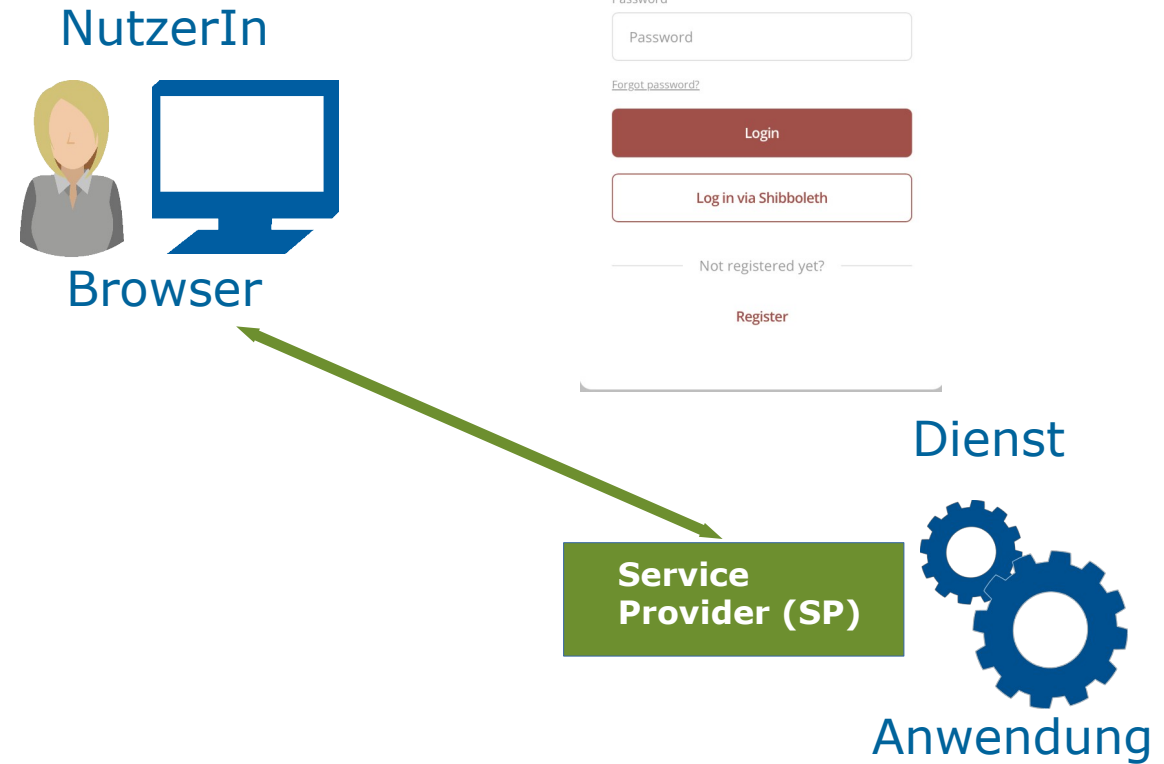 NutzerIn
Browser
Password
Password
Forgot password?
Login
Log in via Shibboleth
Not registered yet?
Register
Dienst
Service
Provider (SP)
Anwendung